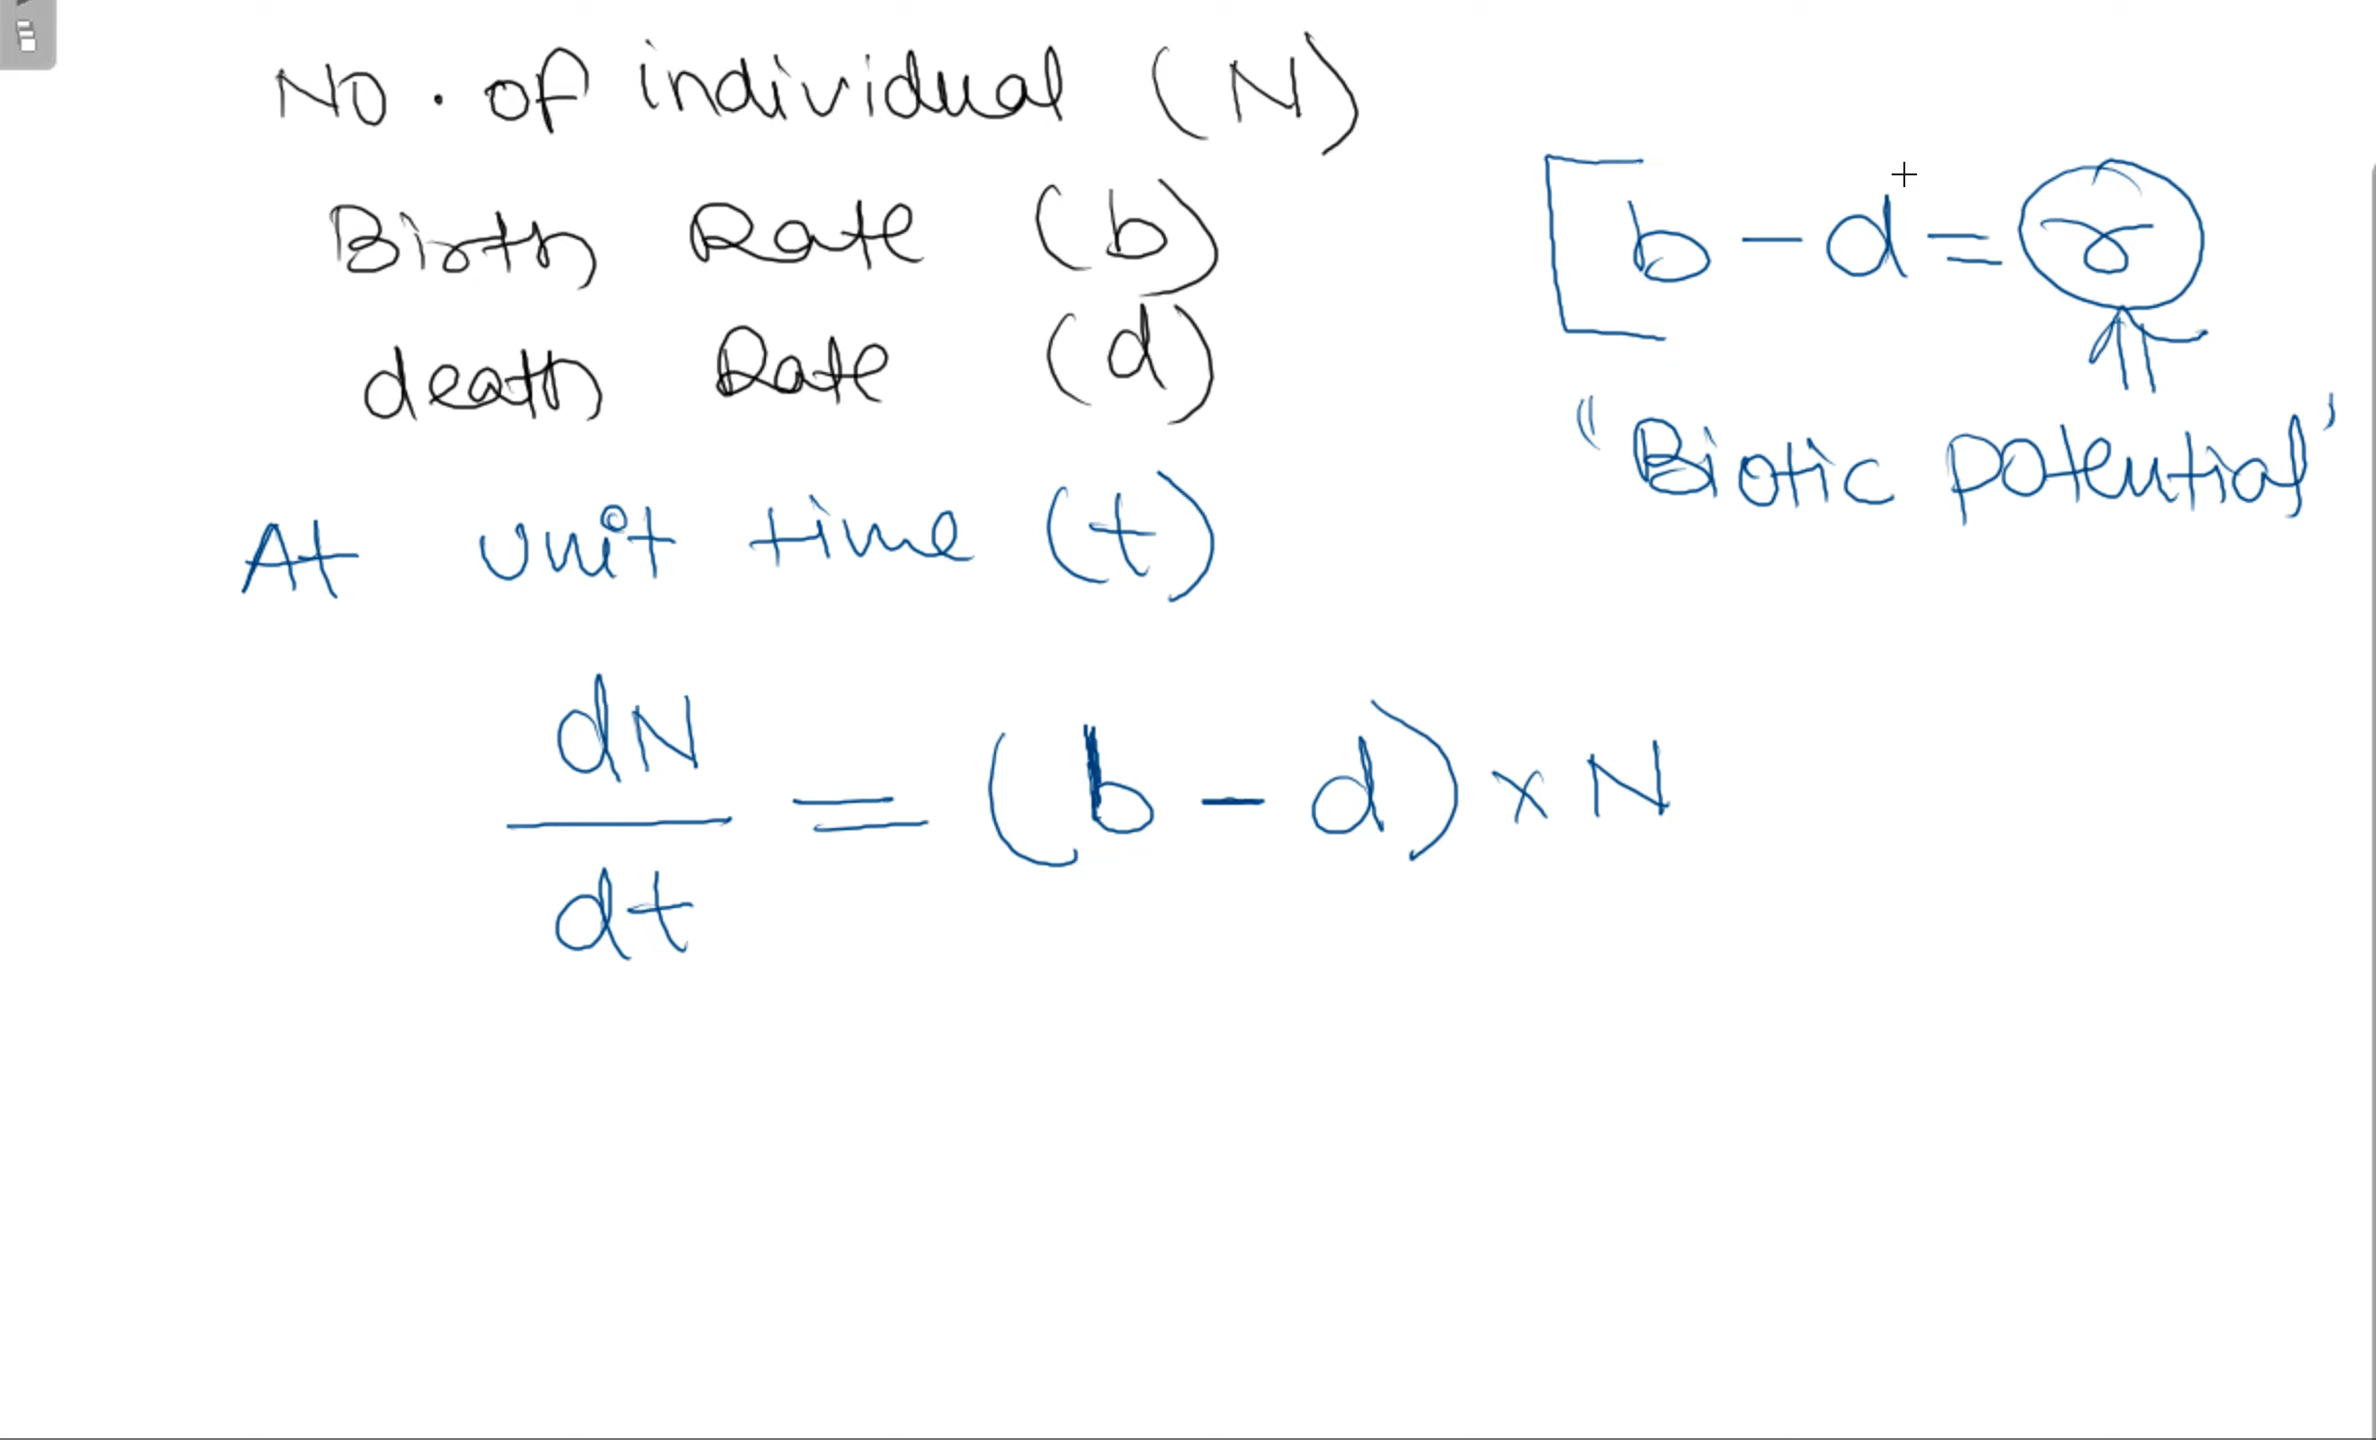 No. of individual (N)
Birth Rate (b)
death Rate (d)
At unit time (t)
[b - d = r
"Biotic potential"
dN/dt = (b - d) × N